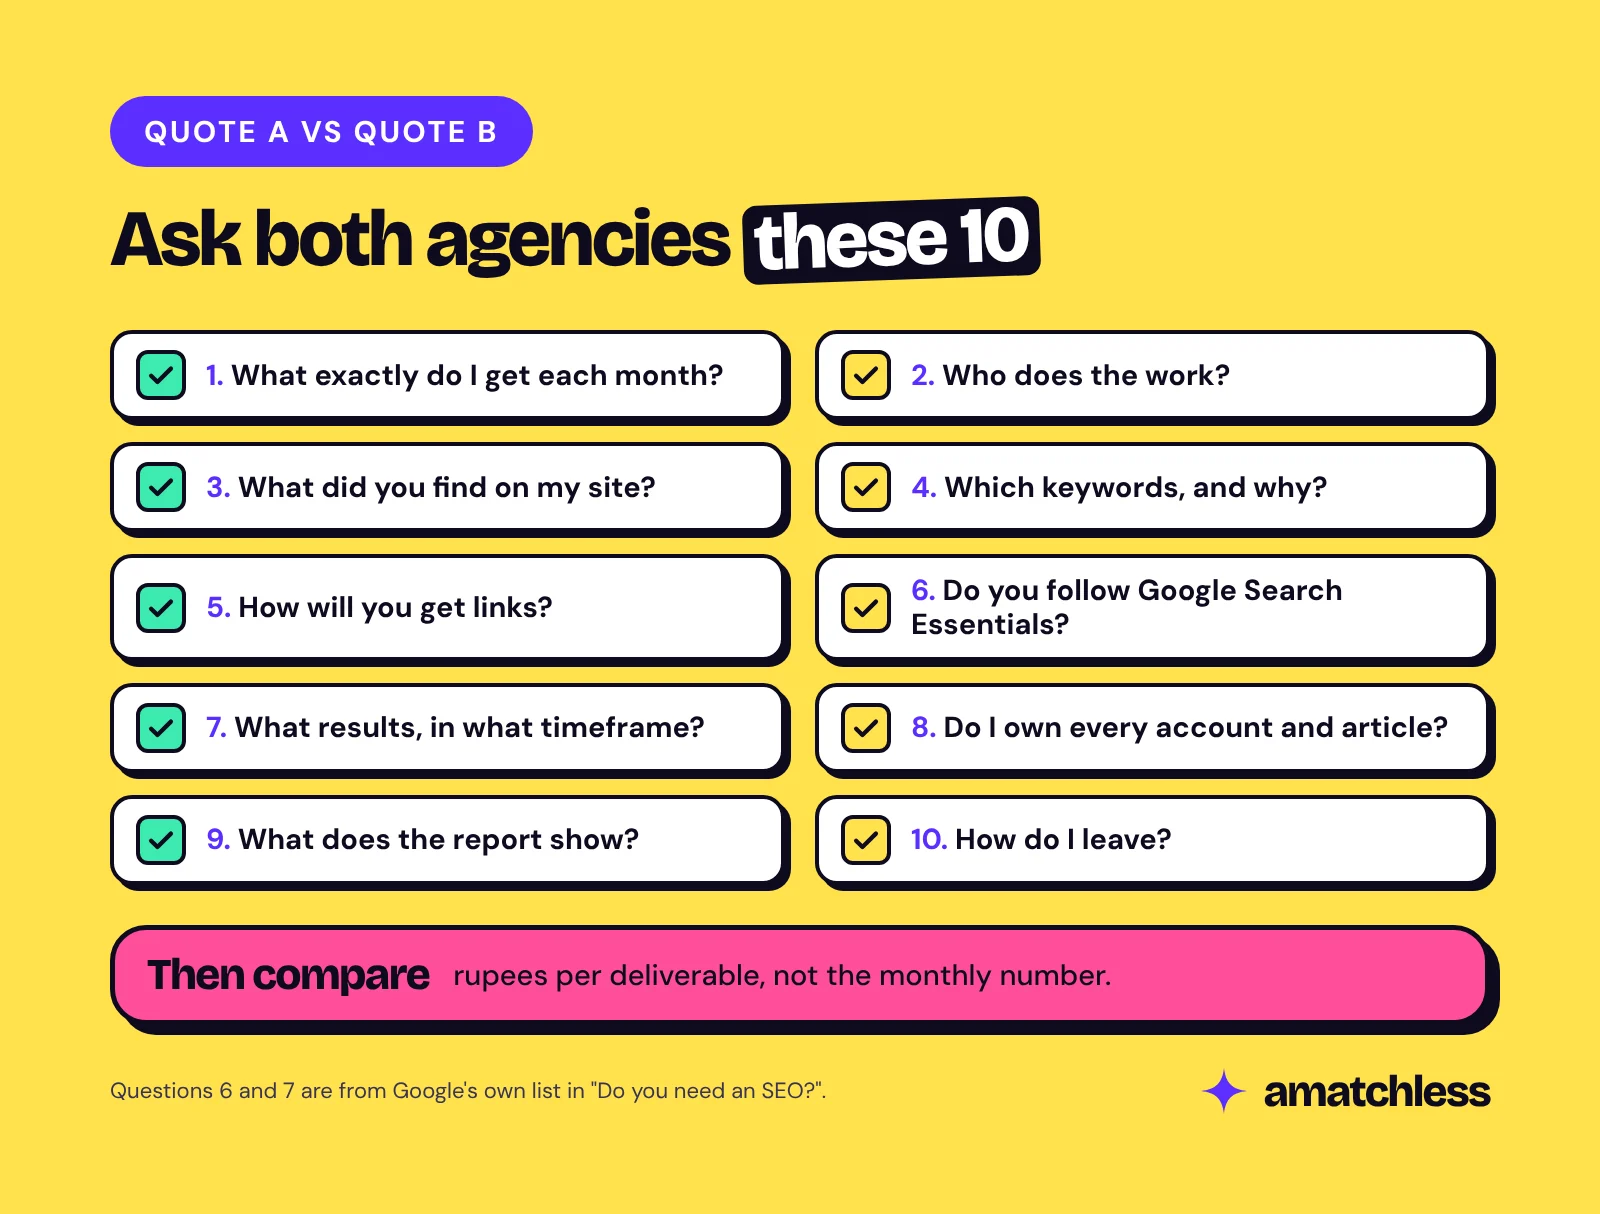 QUOTE A VS QUOTE B
Ask both agencies these 10
1. What exactly do I get each month?
2. Who does the work?
3. What did you find on my site?
4. Which keywords, and why?
5. How will you get links?
6. Do you follow Google Search
Essentials?
7. What results, in what timeframe?
8. Do I own every account and article?
9. What does the report show?
10. How do I leave?
Then compare rupees per deliverable, not the monthly number.
Questions 6 and 7 are from Google's own list in "Do you need an SEO?".
amatchless